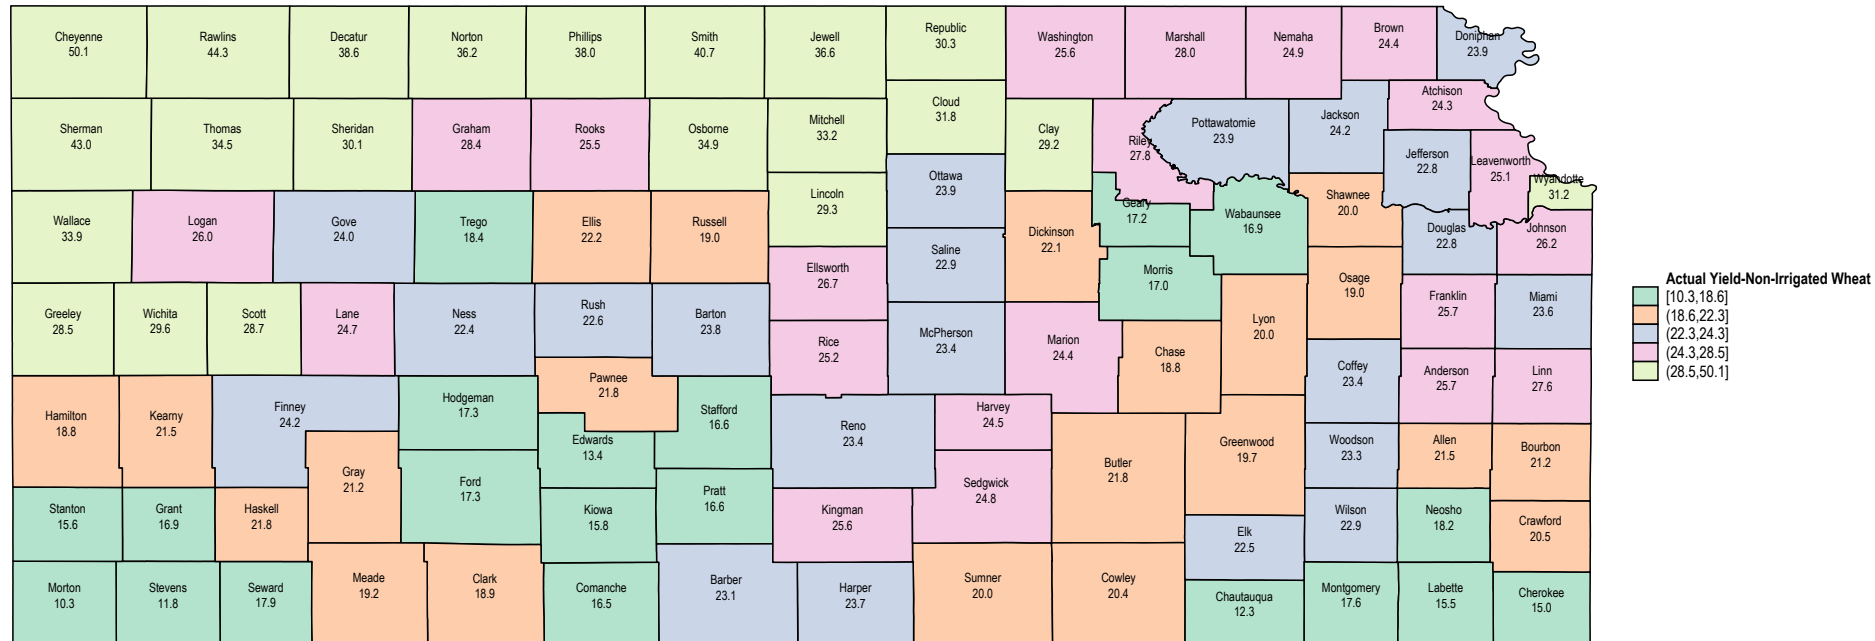 Cheyenne
50.1
Rawlins
44.3
Decatur
38.6
Norton
36.2
Phillips
38.0
Smith
40.7
Jewell
36.6
Republic
30.3
Washington
25.6
Marshall
28.0
Nemaha
24.9
Brown
24.4
Doniphan
23.9
Sherman
43.0
Thomas
34.5
Sheridan
30.1
Graham
28.4
Rooks
25.5
Osborne
34.9
Mitchell
33.2
Cloud
31.8
Clay
29.2
Riley
27.8
Pottawatomie
23.9
Jackson
24.2
Atchison
24.3
Jefferson
22.8
Leavenworth
25.1
Wyandotte
31.2
Wallace
33.9
Logan
26.0
Gove
24.0
Trego
18.4
Ellis
22.2
Russell
19.0
Lincoln
29.3
Ottawa
23.9
Saline
22.9
Dickinson
22.1
Geary
17.2
Wabaunsee
16.9
Shawnee
20.0
Douglas
22.8
Johnson
26.2
Greeley
28.5
Wichita
29.6
Scott
28.7
Lane
24.7
Ness
22.4
Rush
22.6
Barton
23.8
Ellsworth
26.7
Rice
25.2
McPherson
23.4
Marion
24.4
Morris
17.0
Chase
18.8
Lyon
20.0
Osage
19.0
Franklin
25.7
Miami
23.6
Coffey
23.4
Anderson
25.7
Linn
27.6
Hamilton
18.8
Kearny
21.5
Finney
24.2
Hodgeman
17.3
Pawnee
21.8
Edwards
13.4
Stafford
16.6
Reno
23.4
Harvey
24.5
Sedgwick
24.8
Butler
21.8
Greenwood
19.7
Woodson
23.3
Allen
21.5
Bourbon
21.2
Gray
21.2
Ford
17.3
Stanton
15.6
Grant
16.9
Haskell
21.8
Kiowa
15.8
Pratt
16.6
Kingman
25.6
Elk
22.5
Wilson
22.9
Neosho
18.2
Crawford
20.5
Morton
10.3
Stevens
11.8
Seward
17.9
Meade
19.2
Clark
18.9
Comanche
16.5
Barber
23.1
Harper
23.7
Sumner
20.0
Cowley
20.4
Chautauqua
12.3
Montgomery
17.6
Labette
15.5
Cherokee
15.0
Actual Yield-Non-Irrigated Wheat
[10.3,18.6]
(18.6,22.3]
(22.3,24.3]
(24.3,28.5]
(28.5,50.1]